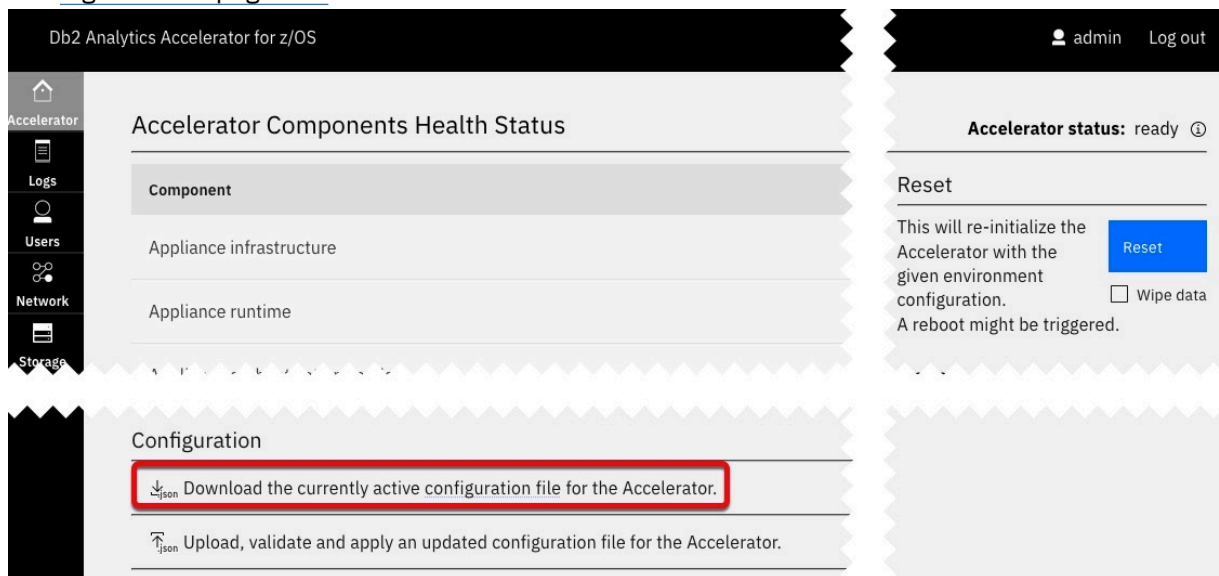 Db2 Analytics Accelerator for z/OS
admin Log out
Accelerator
Logs
Users
Network
Storage
Accelerator Components Health Status
Component
Appliance infrastructure
Appliance runtime
Accelerator status: ready
Reset
This will re-initialize the
Accelerator with the
given environment
configuration.
A reboot might be triggered.
Reset
Wipe data
Configuration
.json Download the currently active configuration file for the Accelerator.
.json Upload, validate and apply an updated configuration file for the Accelerator.